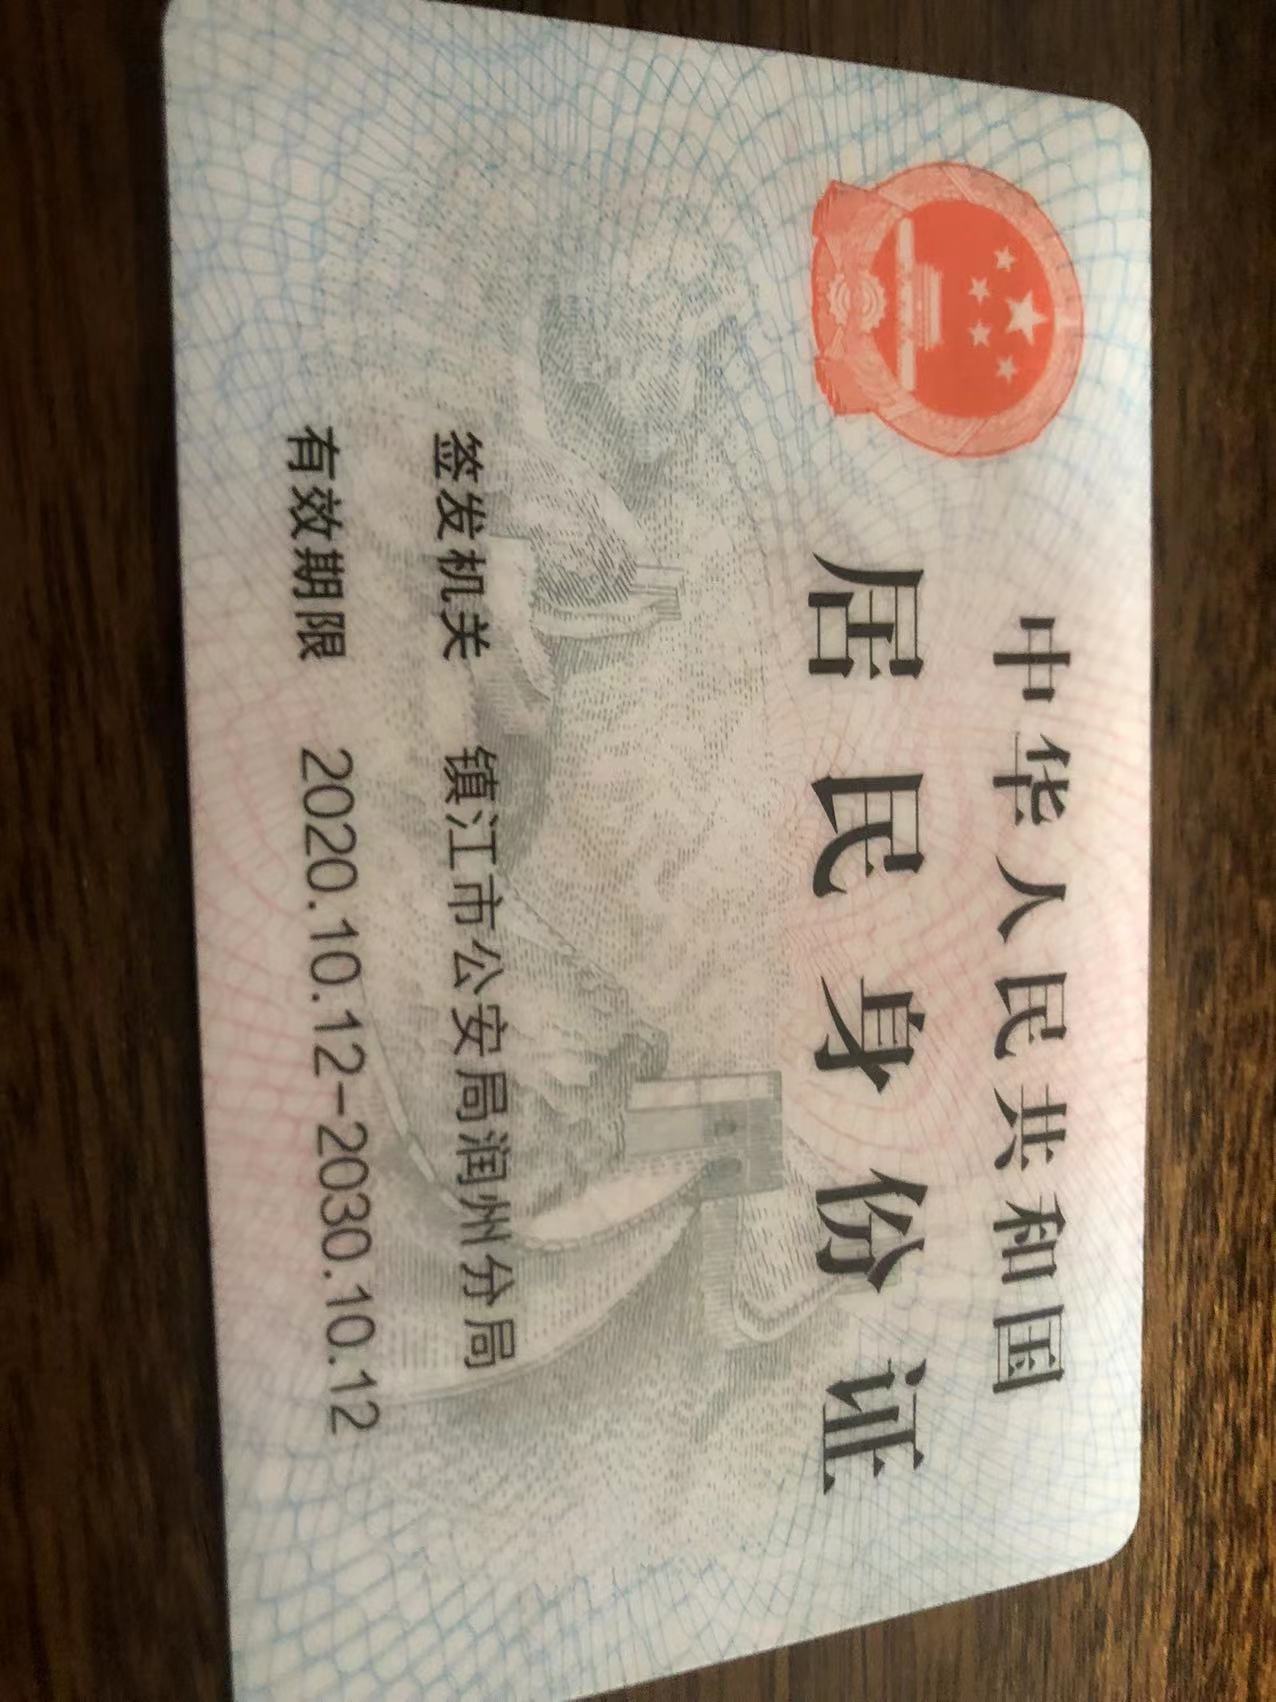 中华人民共和国
居民身份证
签发机关 镇江市公安局润州分局
有效期限 2020.10.12-2030.10.12